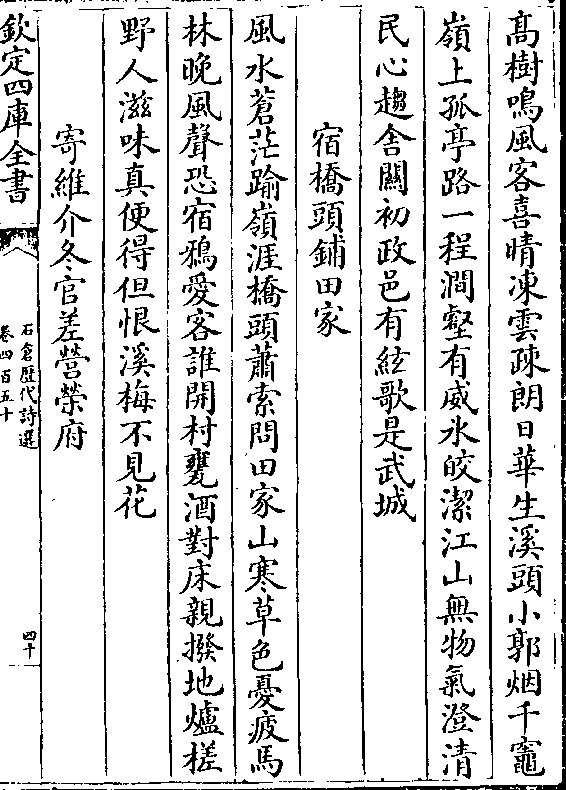 高樹鳴風客喜晴凍雲疎朗日華生溪頭小郭烟千竈
嶺上孤亭路一程澗壑有威氷皎潔江山無物氣澄清
民心趨舍關初政邑有絃歌是武城
宿橋頭鋪田家
風水蒼茫踰嶺涯橋頭蕭索問田家山寒草色憂疲馬
林晚風聲恐宿鴉愛客誰開村甕酒對床親撥地爐槎
野人滋味真便得但恨溪梅不見花
寄維介冬官差營榮府
欽定四庫全書
石倉歷代詩選
卷四百五十
四十